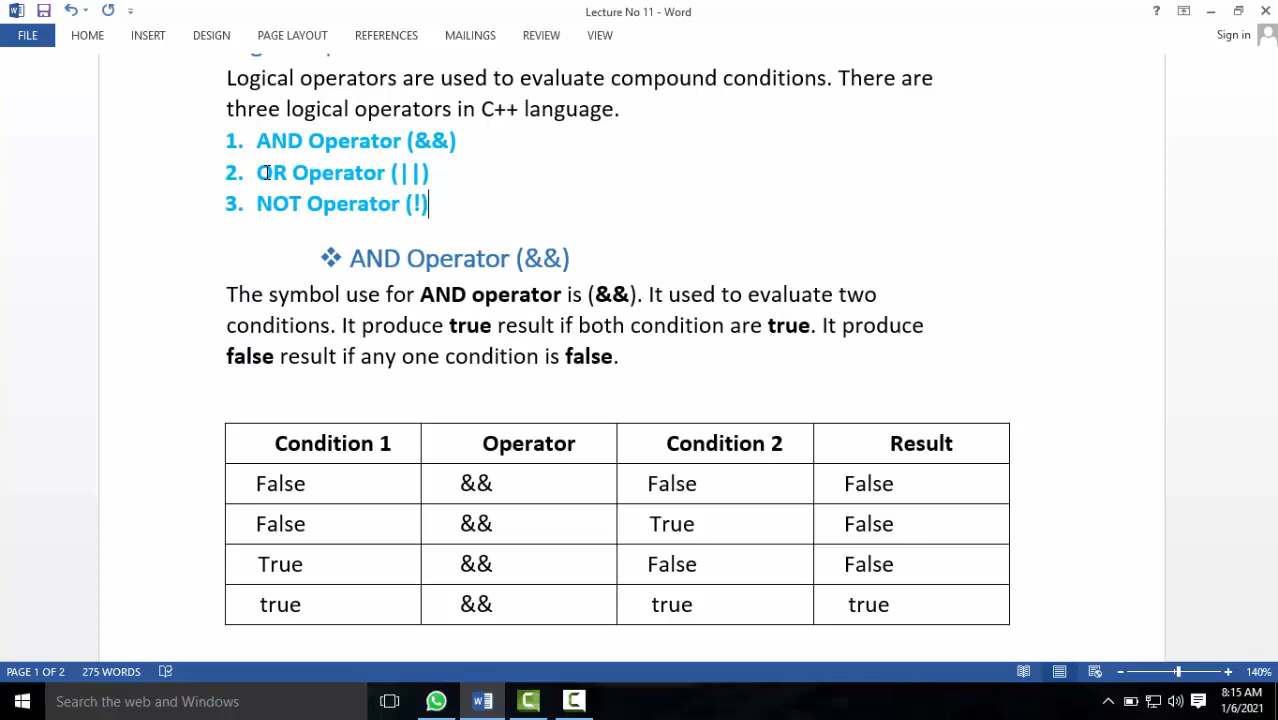 Lecture No 11 - Word
?
FILE HOME INSERT DESIGN PAGE LAYOUT REFERENCES MAILINGS REVIEW VIEW Sign in
Logical operators are used to evaluate compound conditions. There are
three logical operators in C++ language.
1. AND Operator (&&)
2. OR Operator (||)
3. NOT Operator (!)
❖ AND Operator (&&)
The symbol use for AND operator is (&&). It used to evaluate two
conditions. It produce true result if both condition are true. It produce
false result if any one condition is false.
Condition 1 Operator Condition 2 Result
False && False False
False && True False
True && False False
true && true true
PAGE 1 OF 2 275 WORDS 140%
Search the web and Windows
8:15 AM
1/6/2021